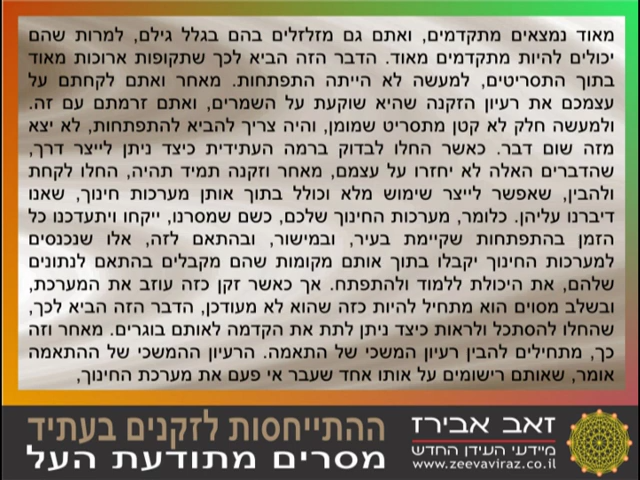 מאוד נמצאים מתקדמים, ואתם גם מזלזלים בהם בגלל גילם, למרות שהם
יכולים להיות מתקדמים מאוד. הדבר הזה הביא לכך שתקופות ארוכות מאוד
בתוך התסריטים, למעשה לא הייתה התפתחות. מאחר ואתם לקחתם על
עצמכם את רעיון הזקנה שהיא שוקעת על השמרים, ואתם זרמתם עם זה.
ולמעשה חלק לא קטן מתסריט שמומן, והיה צריך להביא להתפתחות, לא יצא
מזה שום דבר. כאשר החלו לבדוק ברמה העתידית כיצד ניתן לייצר דרך,
שהדברים האלה לא יחזרו על עצמם, מאחר וזקנה תמיד תהיה, החלו לקחת
ולהבין, שאפשר לייצר שימוש מלא וכולל בתוך אותן מערכות חינוך, שאנו
דיברנו עליהן. כלומר, מערכות החינוך שלכם, כשם שמסרנו, ייקחו ויתעדכנו כל
הזמן בהתפתחות שקיימת בעיר, ובמישור, ובהתאם לזה, אלו שנכנסים
למערכות החינוך יקבלו בתוך אותם מקומות שהם מקבלים בהתאם לנתונים
שלהם, את היכולת ללמוד ולהתפתח. אך כאשר זקן כזה עוזב את המערכת,
ובשלב מסוים הוא מתחיל להיות כזה שהוא לא מעודכן, הדבר הזה הביא לכך,
שהחלו להסתכל ולראות כיצד ניתן לתת את הקדמה לאותם בוגרים. מאחר וזה
כך, מתחילים להבין רעיון המשכי של התאמה. הרעיון ההמשכי של ההתאמה
אומר, שאותם רישומים על אותו אחד שעבר אי פעם את מערכת החינוך,
ההתייחסות לזקנים בעתיד
מסרים מתודעת העל
זאב אבירז
מיידעי העידן החדש
www.zeevaviraz.co.il